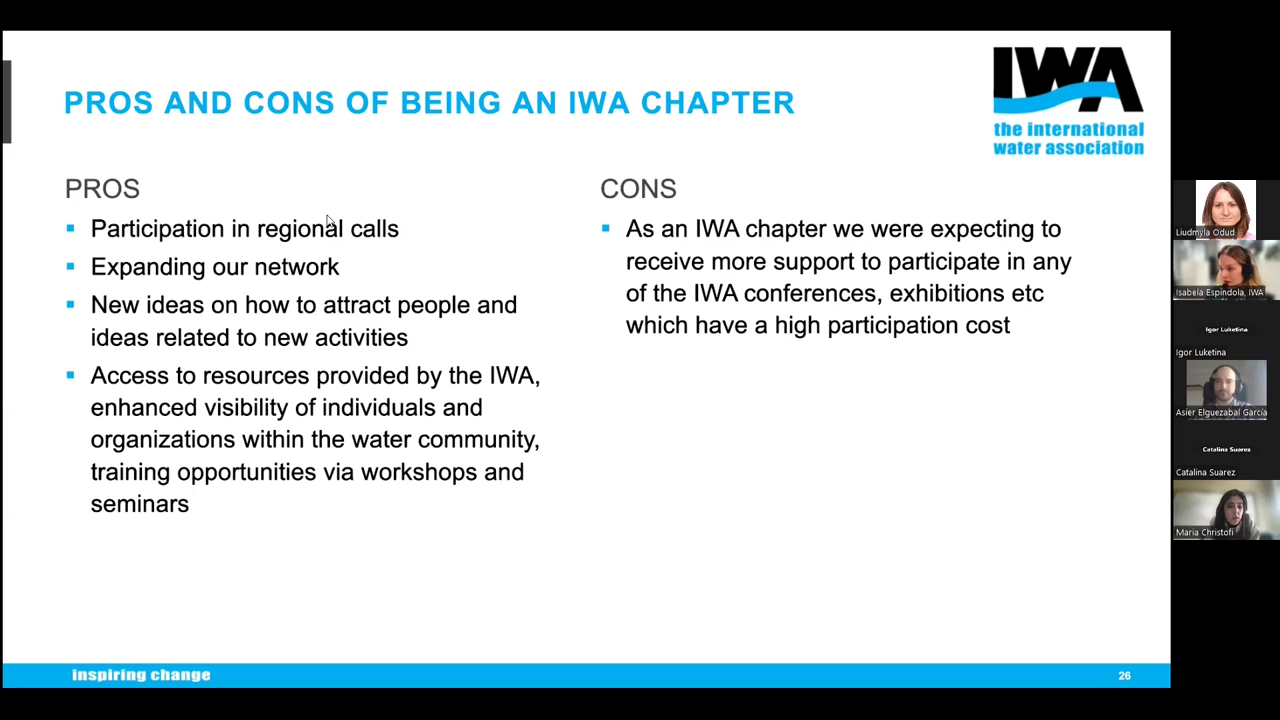 PROS AND CONS OF BEING AN IWA CHAPTER
IWA
the international
water association
PROS
▪ Participation in regional calls
▪ Expanding our network
▪ New ideas on how to attract people and
ideas related to new activities
▪ Access to resources provided by the IWA,
enhanced visibility of individuals and
organizations within the water community,
training opportunities via workshops and
seminars
CONS
▪ As an IWA chapter we were expecting to
receive more support to participate in any
of the IWA conferences, exhibitions etc
which have a high participation cost
inspiring change
26
Liudmyla Odud
Isabela Espindola, IWA
Igor Luketina
Igor Luketina
Asier Elguezabal García
Catalina Suarez
Catalina Suarez
Maria Christofi